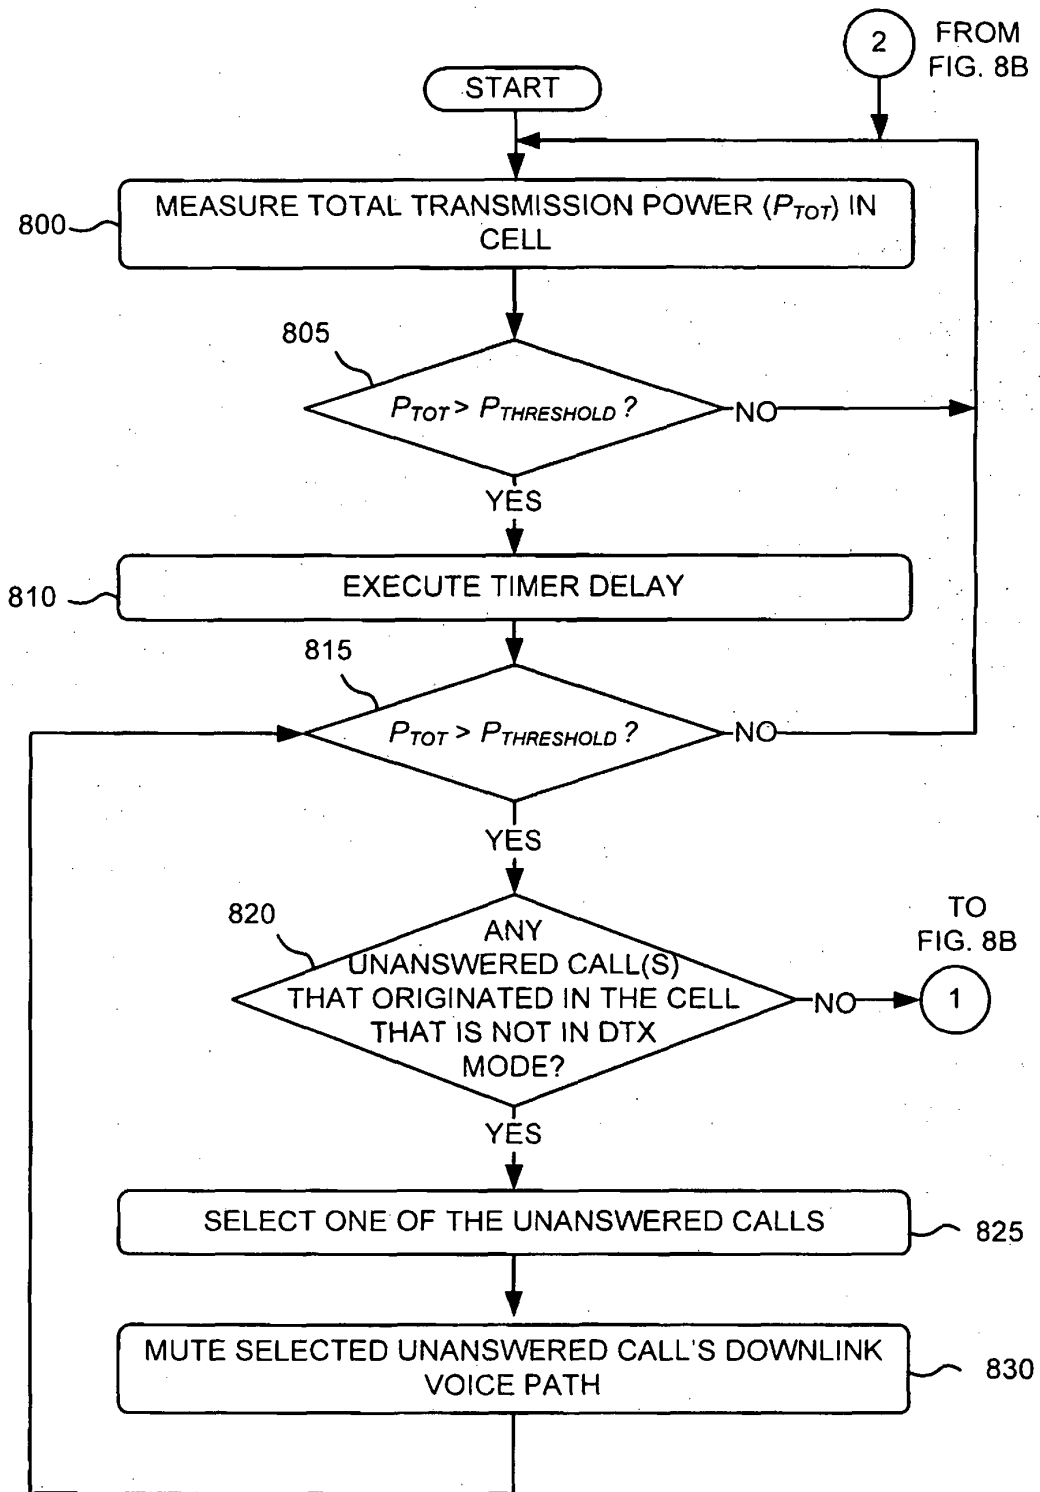 2
FROM
FIG. 8B
START
800
MEASURE TOTAL TRANSMISSION POWER (PTOT) IN
CELL
805
PTOT > PTHRESHOLD ?
NO
YES
810
EXECUTE TIMER DELAY
815
PTOT > PTHRESHOLD ?
NO
YES
820
ANY
UNANSWERED CALL(S)
THAT ORIGINATED IN THE CELL
THAT IS NOT IN DTX
MODE?
NO
TO
FIG. 8B
1
YES
SELECT ONE OF THE UNANSWERED CALLS
825
MUTE SELECTED UNANSWERED CALL'S DOWNLINK
VOICE PATH
830